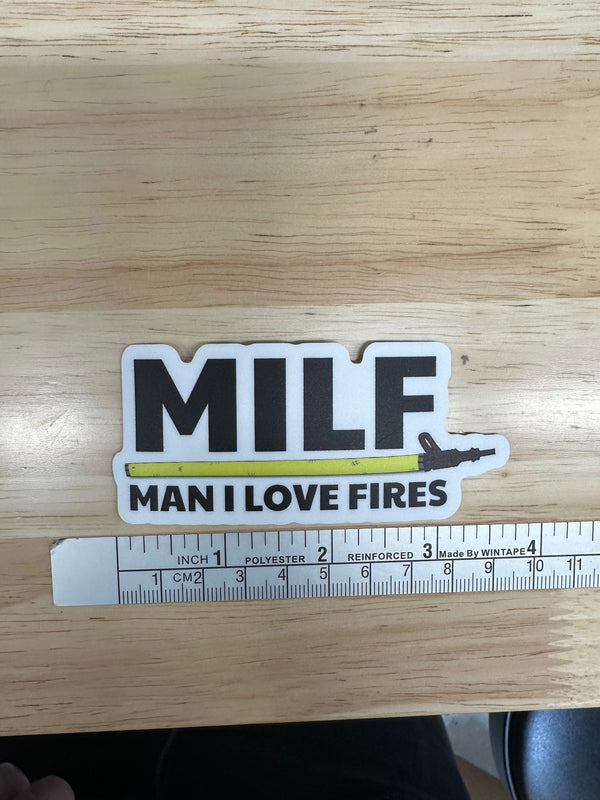 MILF
MAN I LOVE FIRES
INCH 1 POLYESTER 2 REINFORCED 3 Made By WINTAPE 4
1 CM2 3 4 5 6 7 8 9 10 11